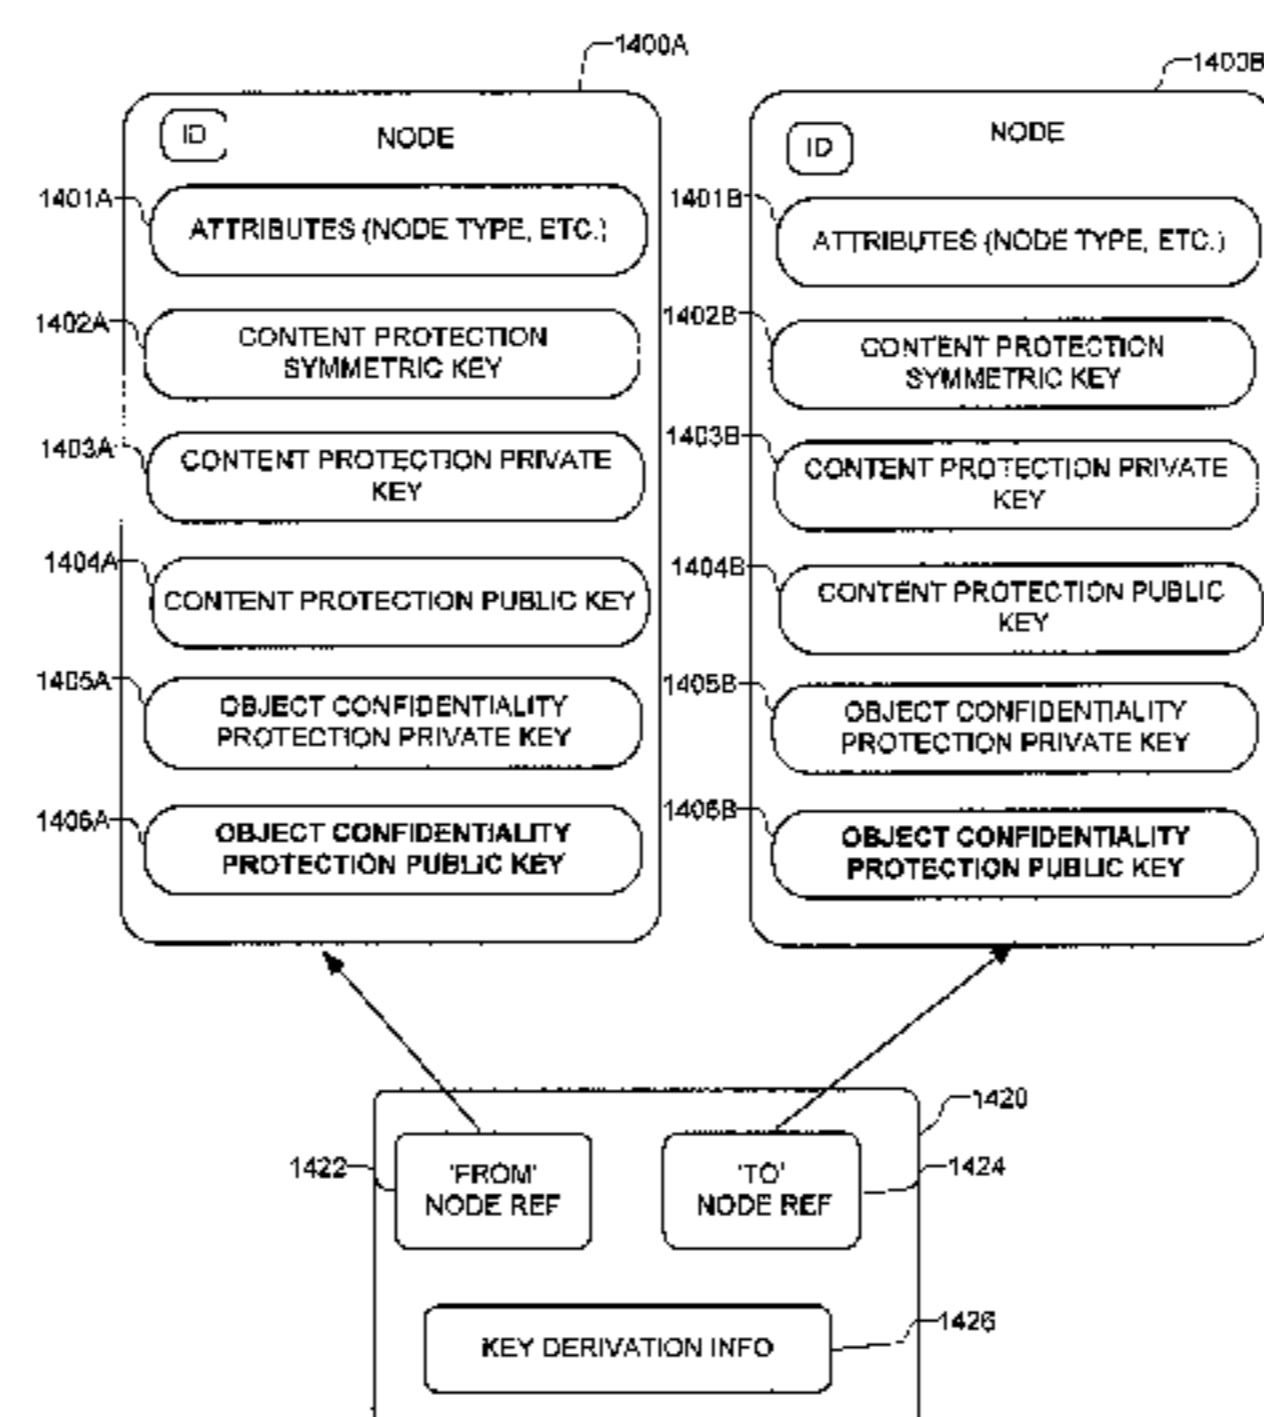 1400A
1400B
ID
NODE
ID
NODE
1401A
ATTRIBUTES (NODE TYPE, ETC.)
1401B
ATTRIBUTES (NODE TYPE, ETC.)
1402A
CONTENT PROTECTION
SYMMETRIC KEY
1402B
CONTENT PROTECTION
SYMMETRIC KEY
1403A
CONTENT PROTECTION PRIVATE
KEY
1403B
CONTENT PROTECTION PRIVATE
KEY
1404A
CONTENT PROTECTION PUBLIC KEY
1404B
CONTENT PROTECTION PUBLIC
KEY
1405A
OBJECT CONFIDENTIALITY
PROTECTION PRIVATE KEY
1405B
OBJECT CONFIDENTIALITY
PROTECTION PRIVATE KEY
1406A
OBJECT CONFIDENTIALITY
PROTECTION PUBLIC KEY
1406B
OBJECT CONFIDENTIALITY
PROTECTION PUBLIC KEY
1420
1422
'FROM'
NODE REF
'TO'
NODE REF
1424
KEY DERIVATION INFO
1426